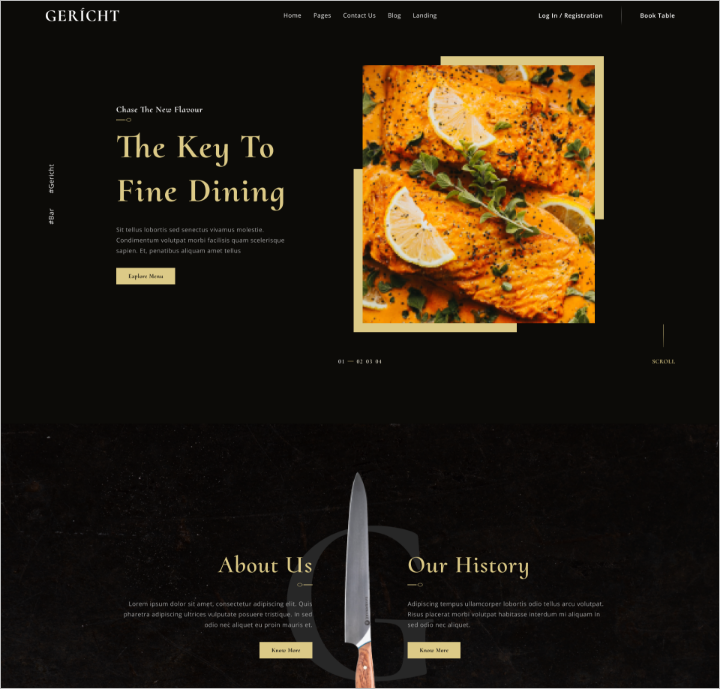 GERÍCHT
Home Pages Contact Us Blog Landing
Log In / Registration
Book Table
#Gericht
#Bar
Chase The New Flavour
The Key To
Fine Dining
Sit tellus lobortis sed senectus vivamus molestie.
Condimentum volutpat morbi facilisis quam scelerisque
sapien. Et, penatibus aliquam amet tellus
Explore Menu
01 — 02 03 04
SCROLL
G
About Us
Lorem ipsum dolor sit amet, consectetur adipiscing elit. Quis
pharetra adipiscing ultrices vulputate posuere tristique. In sed
odio nec aliquet eu proin mauris et.
Know More
Our History
Adipiscing tempus ullamcorper lobortis odio tellus arcu volutpat.
Risus placerat morbi volutpat habitasse interdum mi aliquam in
sed odio nec aliquet.
Know More